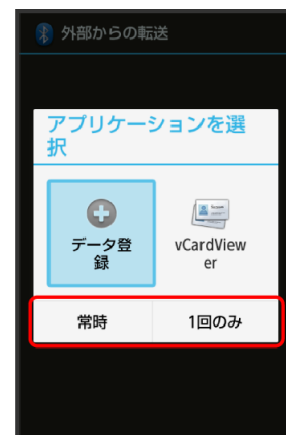 外部からの転送
アプリケーションを選
択
データ登
録
vCardView
er
常時
1回のみ